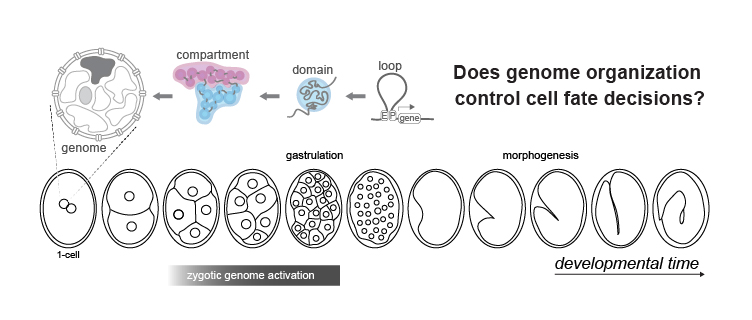 compartment
domain
loop
E P gene
genome
Does genome organization
control cell fate decisions?
gastrulation
morphogenesis
1-cell
zygotic genome activation
developmental time